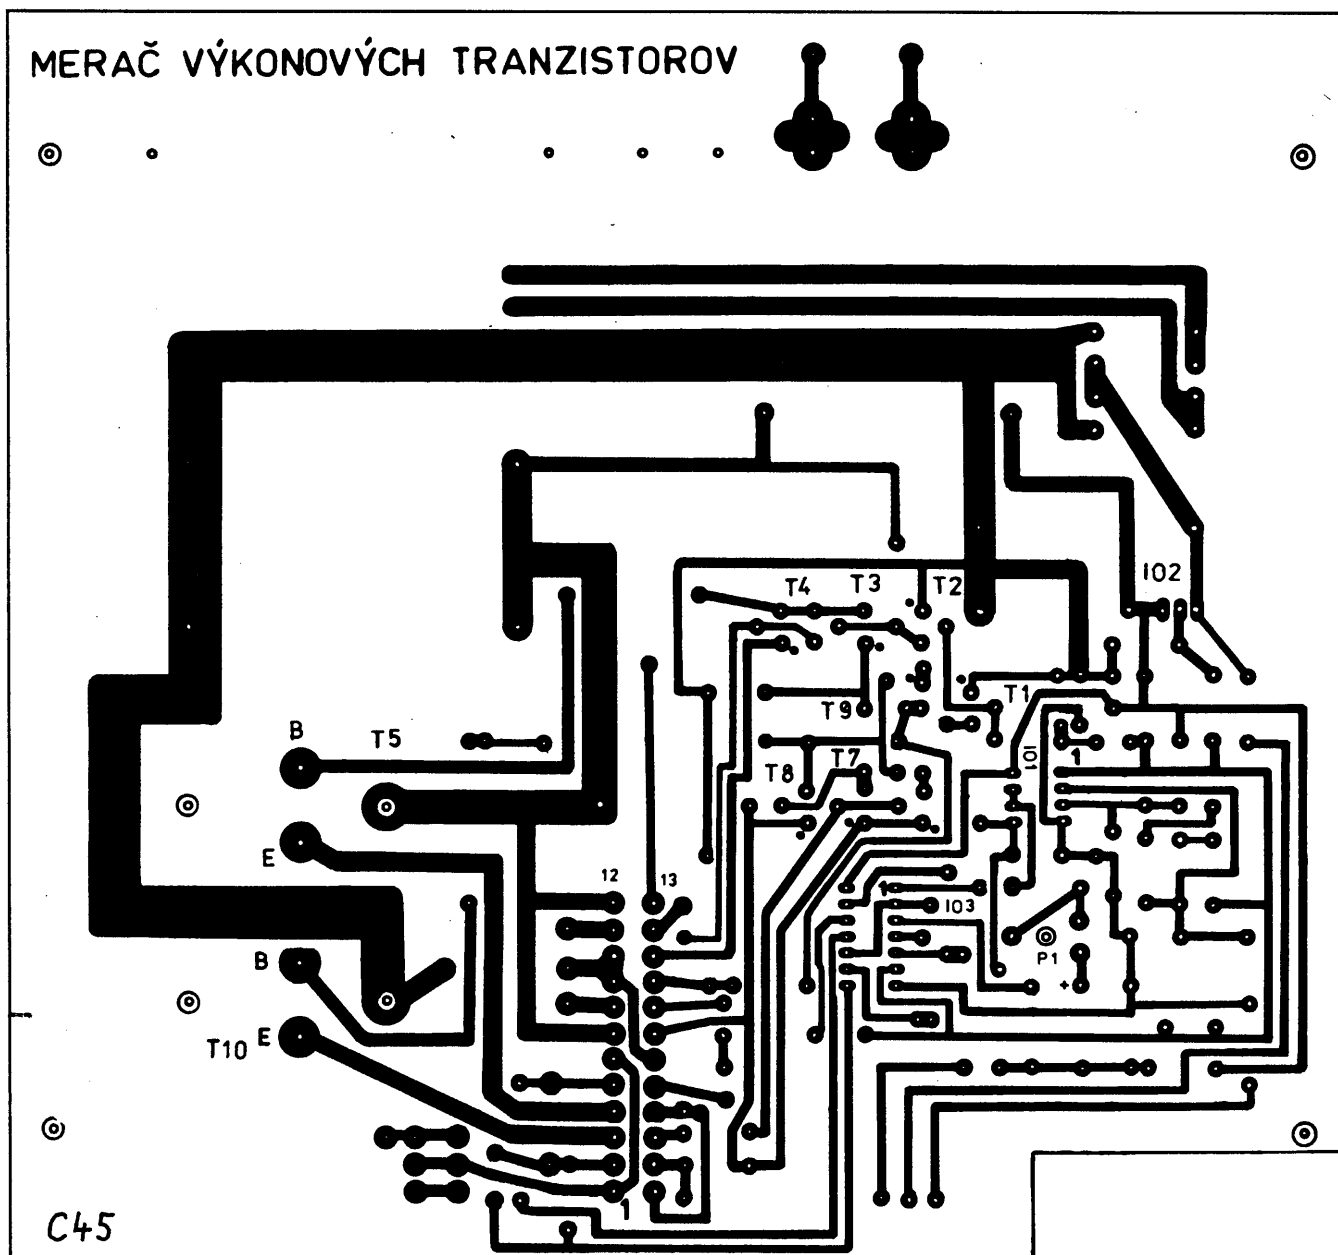 MERAČ VÝKONOVÝCH TRANZISTOROV
T4 T3 T2 IO2
T9 T1
B T5
T8 T7 IO1 1
E
12 13
1 IO3
B
P1
+
T10 E
1
C45